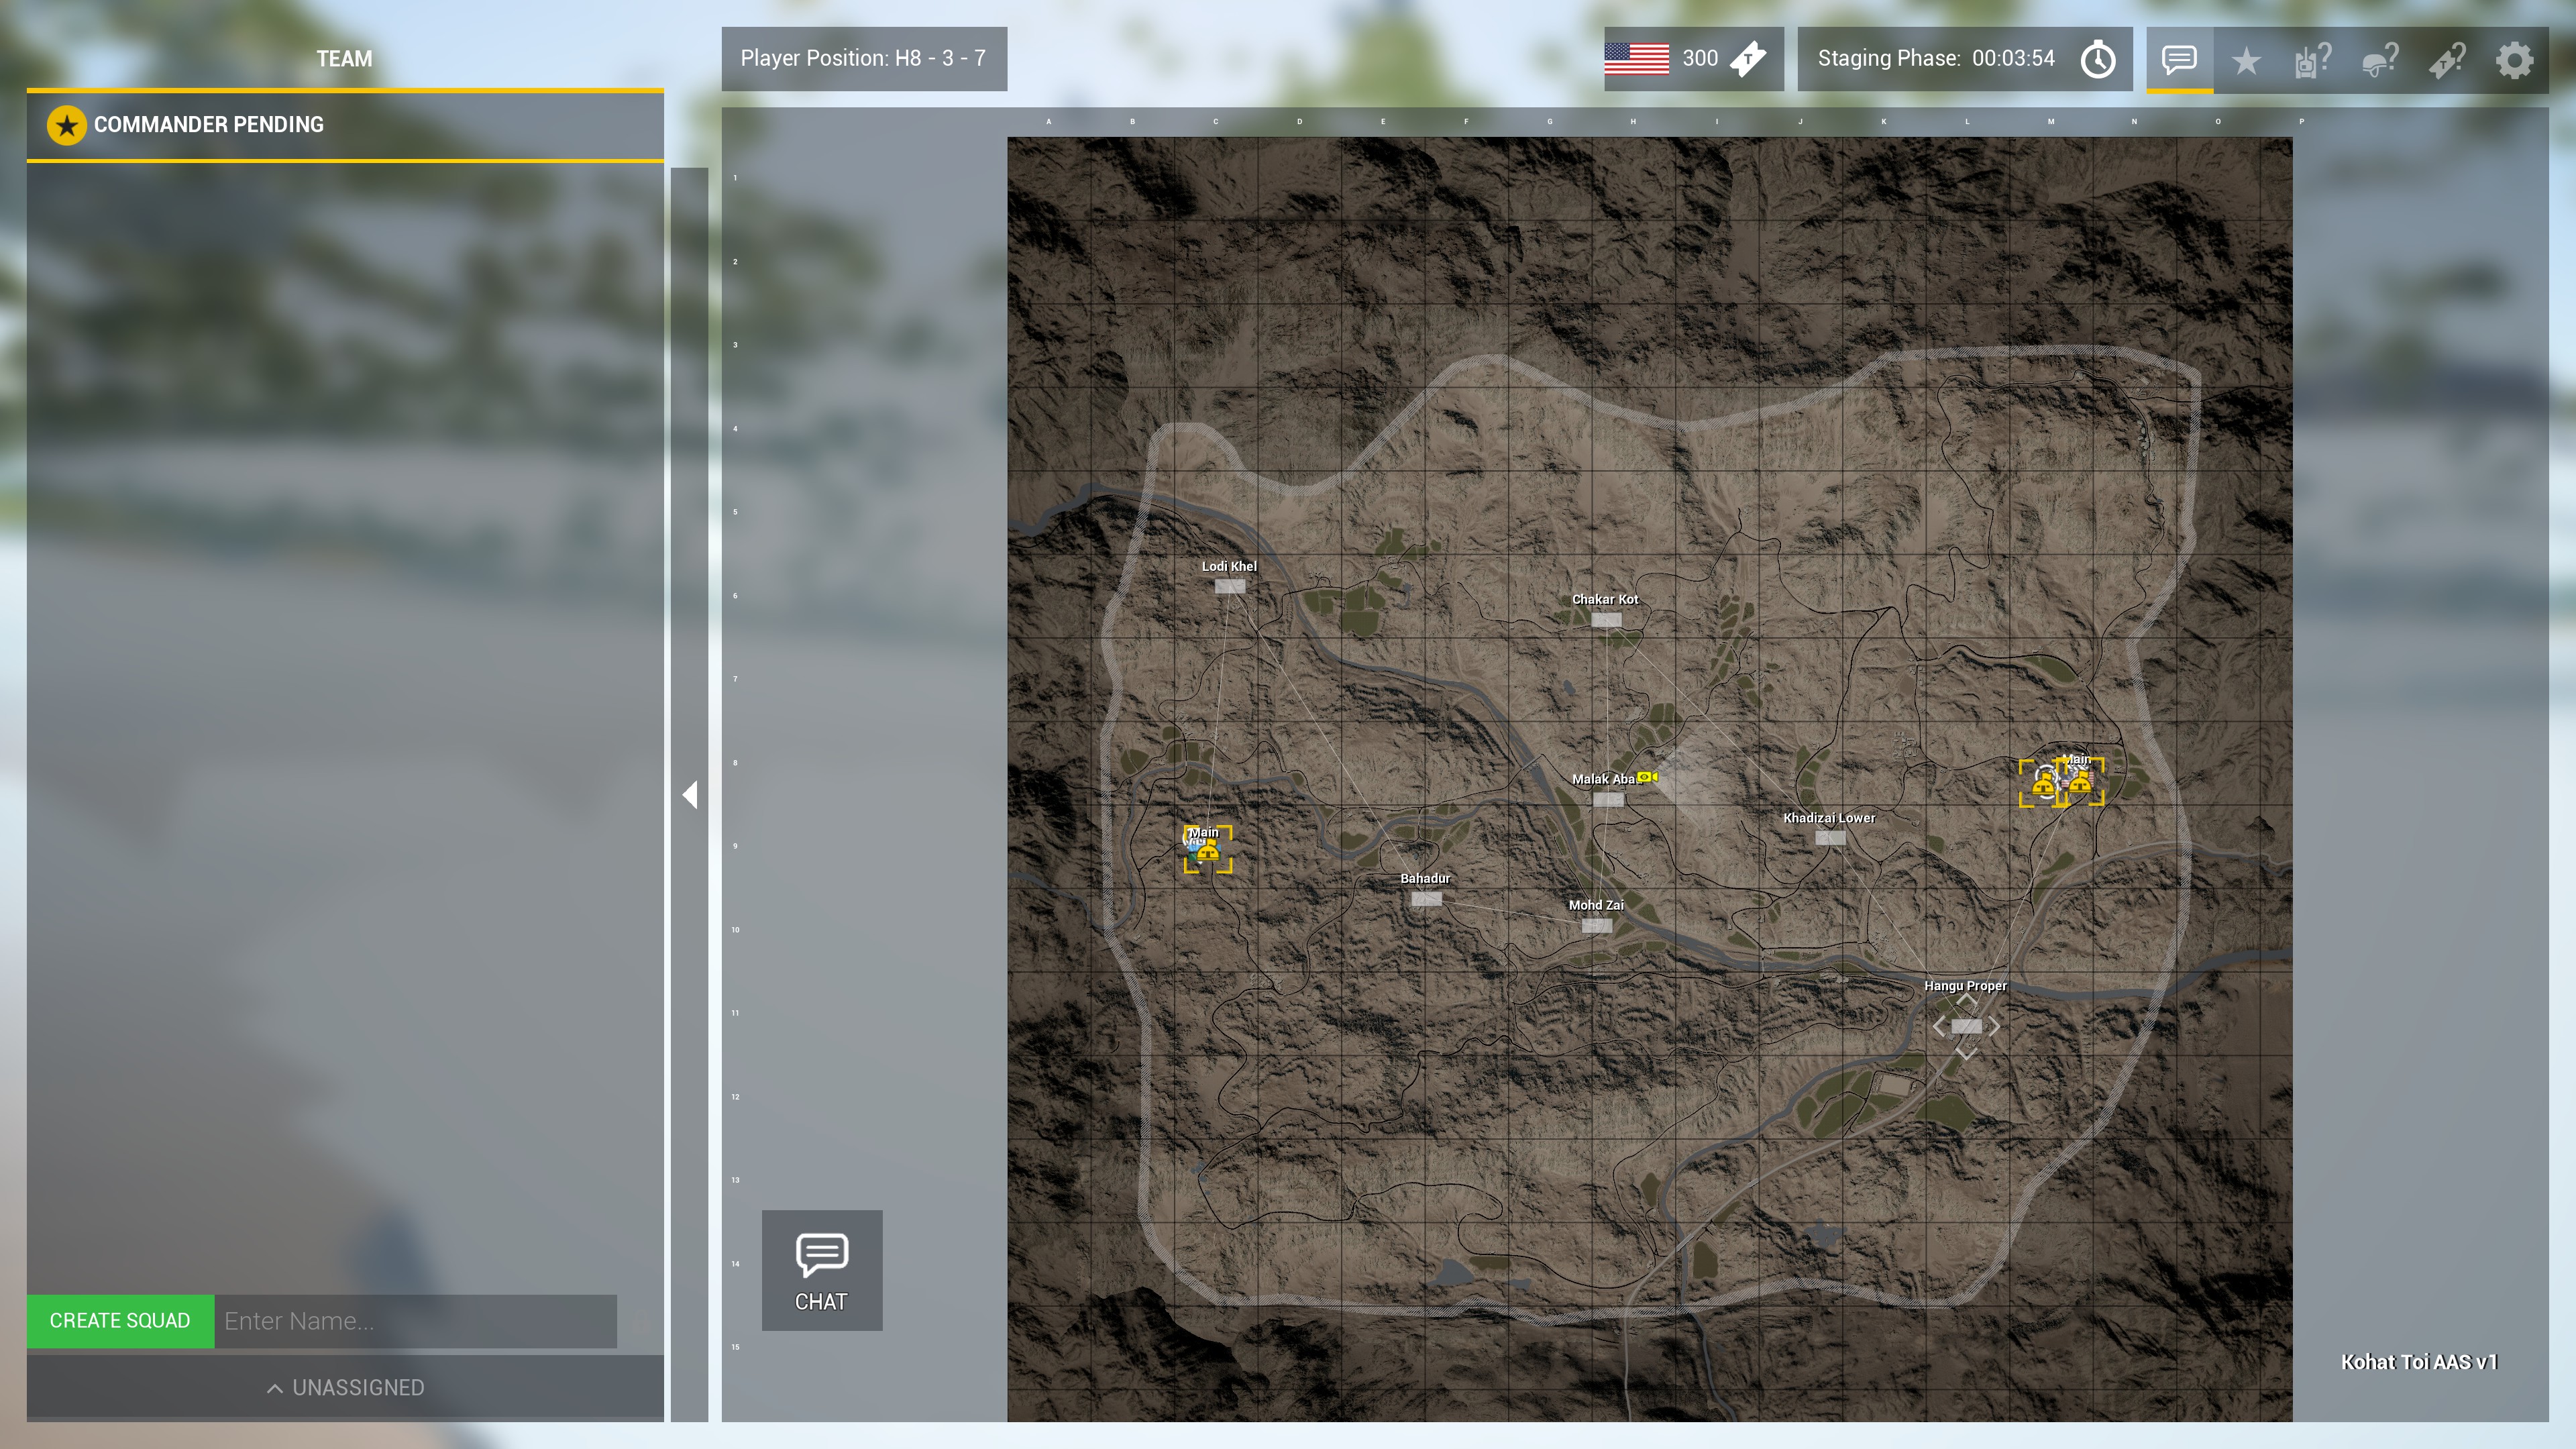 TEAM
Player Position: H8 - 3 - 7
300
Staging Phase: 00:03:54
COMMANDER PENDING
A B C D E F G H I J K L M N O P
1
2
3
4
5
6
7
8
9
10
11
12
13
14
15
Lodi Khel
Chakar Kot
Main
Malak Aba
Khadizai Lower
Main
Bahadur
Mohd Zai
Hangu Proper
CHAT
CREATE SQUAD
Enter Name...
UNASSIGNED
Kohat Toi AAS v1